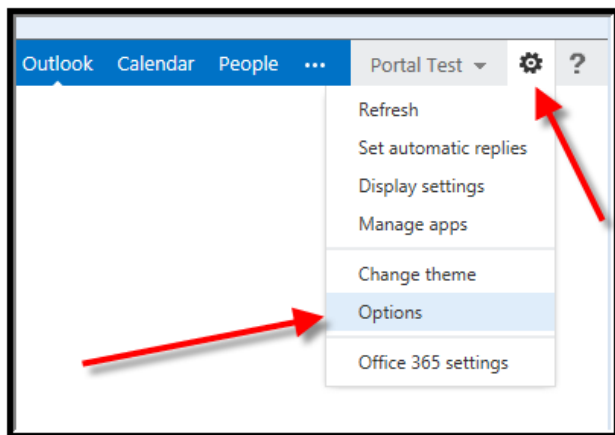 Outlook Calendar People ••• Portal Test ?
Refresh
Set automatic replies
Display settings
Manage apps
Change theme
Options
Office 365 settings